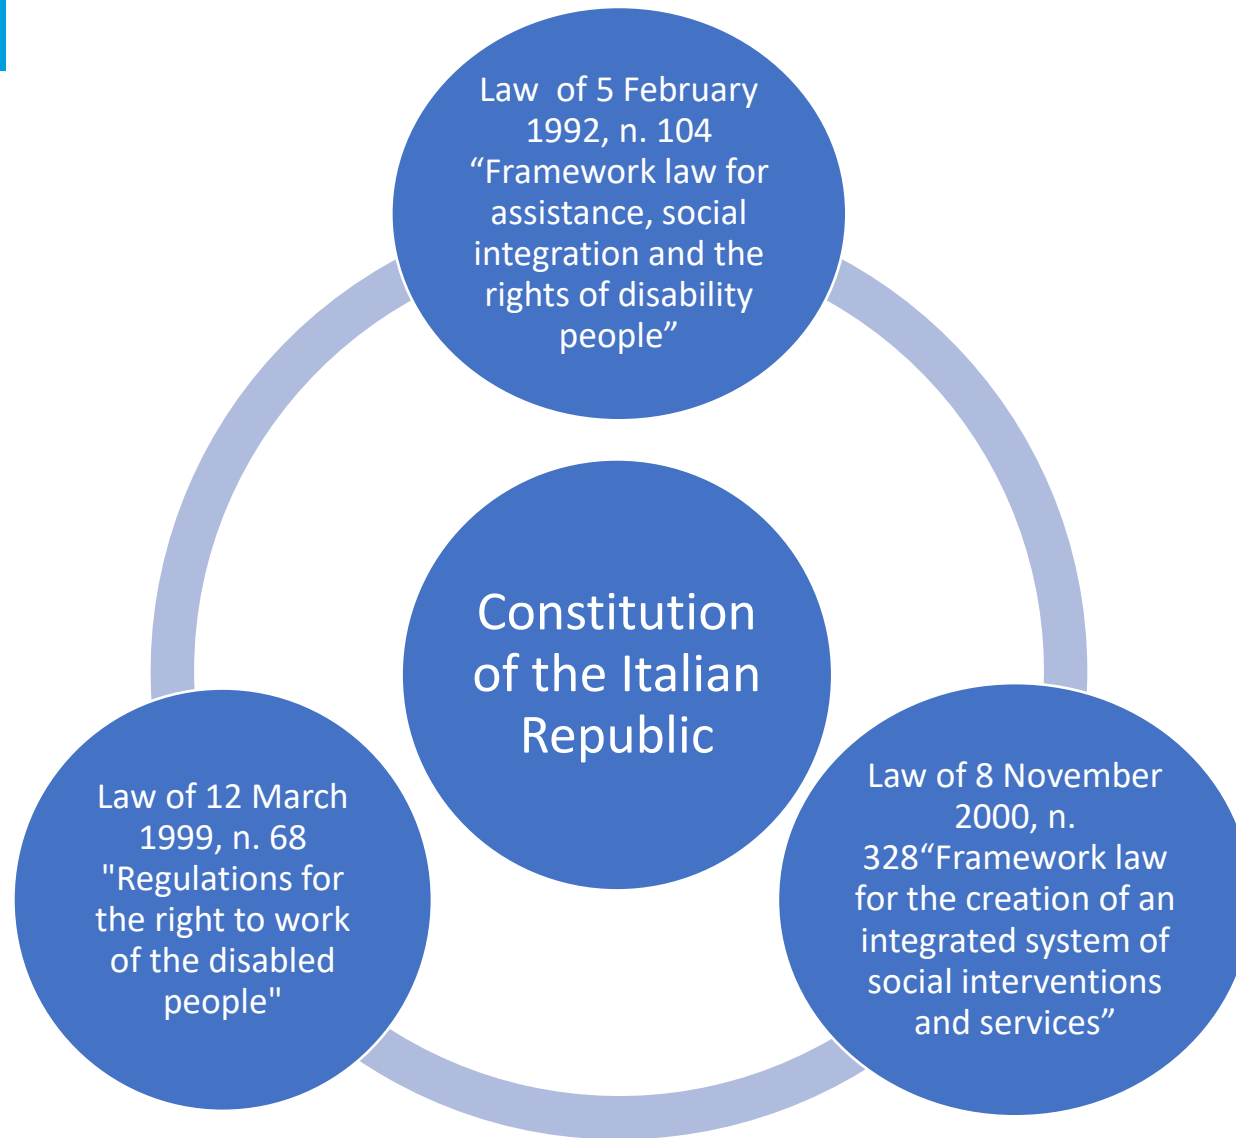 Law of 5 February
1992, n. 104
“Framework law for
assistance, social
integration and the
rights of disability
people”
Constitution
of the Italian
Republic
Law of 12 March
1999, n. 68
"Regulations for
the right to work
of the disabled
people"
Law of 8 November
2000, n.
328“Framework law
for the creation of an
integrated system of
social interventions
and services”